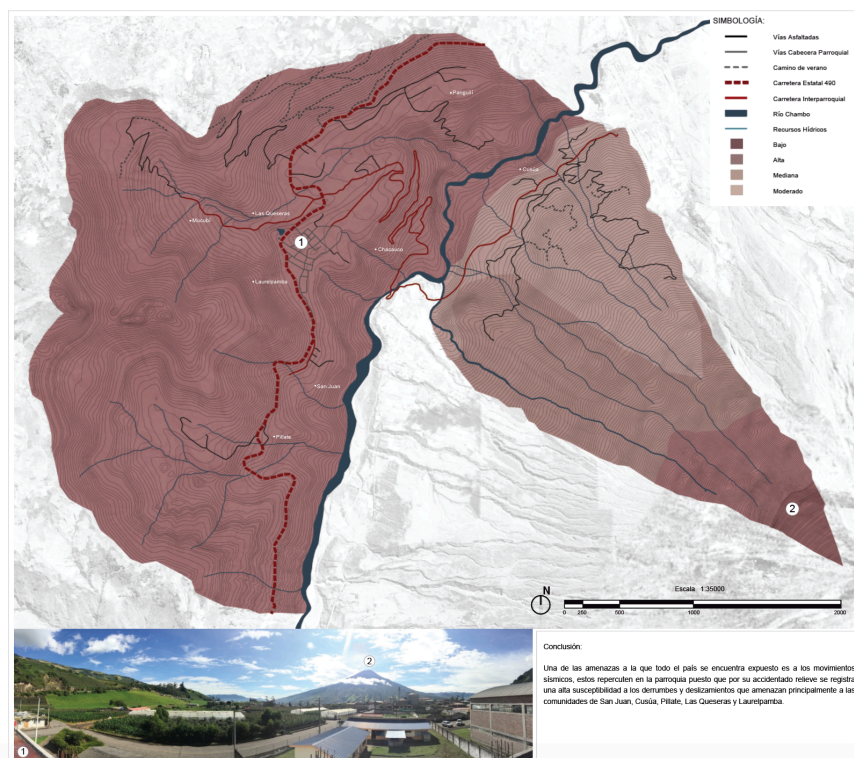 SIMBOLOGÍA:
Vías Asfaltadas
Vías Cabecera Parroquial
Camino de verano
Carretera Estatal 490
Carretera Interparroquial
Río Chambo
Recursos Hídricos
Bajo
Alta
Mediana
Moderado
Panguilí
Cusúa
Las Queseras
Mucubí
1
Chacauco
Laurelpamba
San Juan
Pillate
2
N
Escala 1:35000
0 250 500 1000 2000
2
1
Conclusión:
Una de las amenazas a la que todo el país se encuentra expuesto es a los movimientos
sísmicos, estos repercuten en la parroquia puesto que por su accidentado relieve se registra
una alta susceptibilidad a los derrumbes y deslizamientos que amenazan principalmente a las
comunidades de San Juan, Cusúa, Pillate, Las Queseras y Laurelpamba.